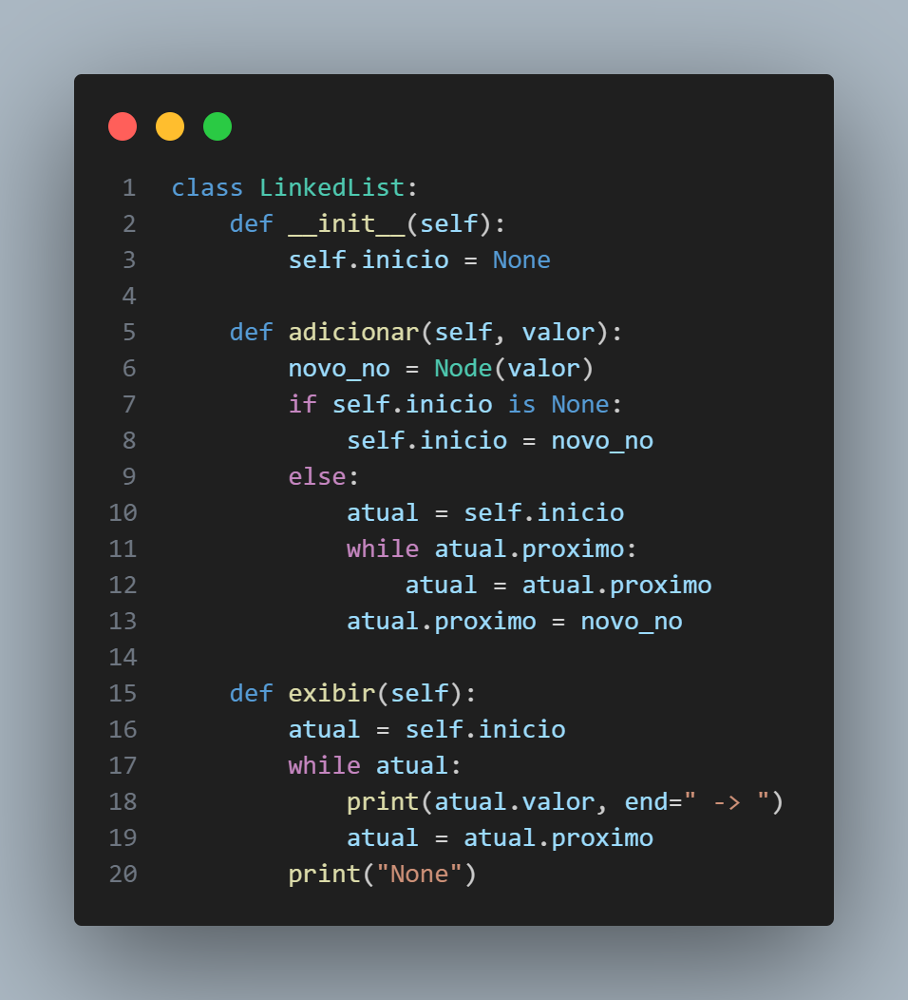 1 class LinkedList:
2     def __init__(self):
3         self.inicio = None
4
5     def adicionar(self, valor):
6         novo_no = Node(valor)
7         if self.inicio is None:
8             self.inicio = novo_no
9         else:
10             atual = self.inicio
11             while atual.proximo:
12                 atual = atual.proximo
13             atual.proximo = novo_no
14
15     def exibir(self):
16         atual = self.inicio
17         while atual:
18             print(atual.valor, end=" -> ")
19             atual = atual.proximo
20         print("None")